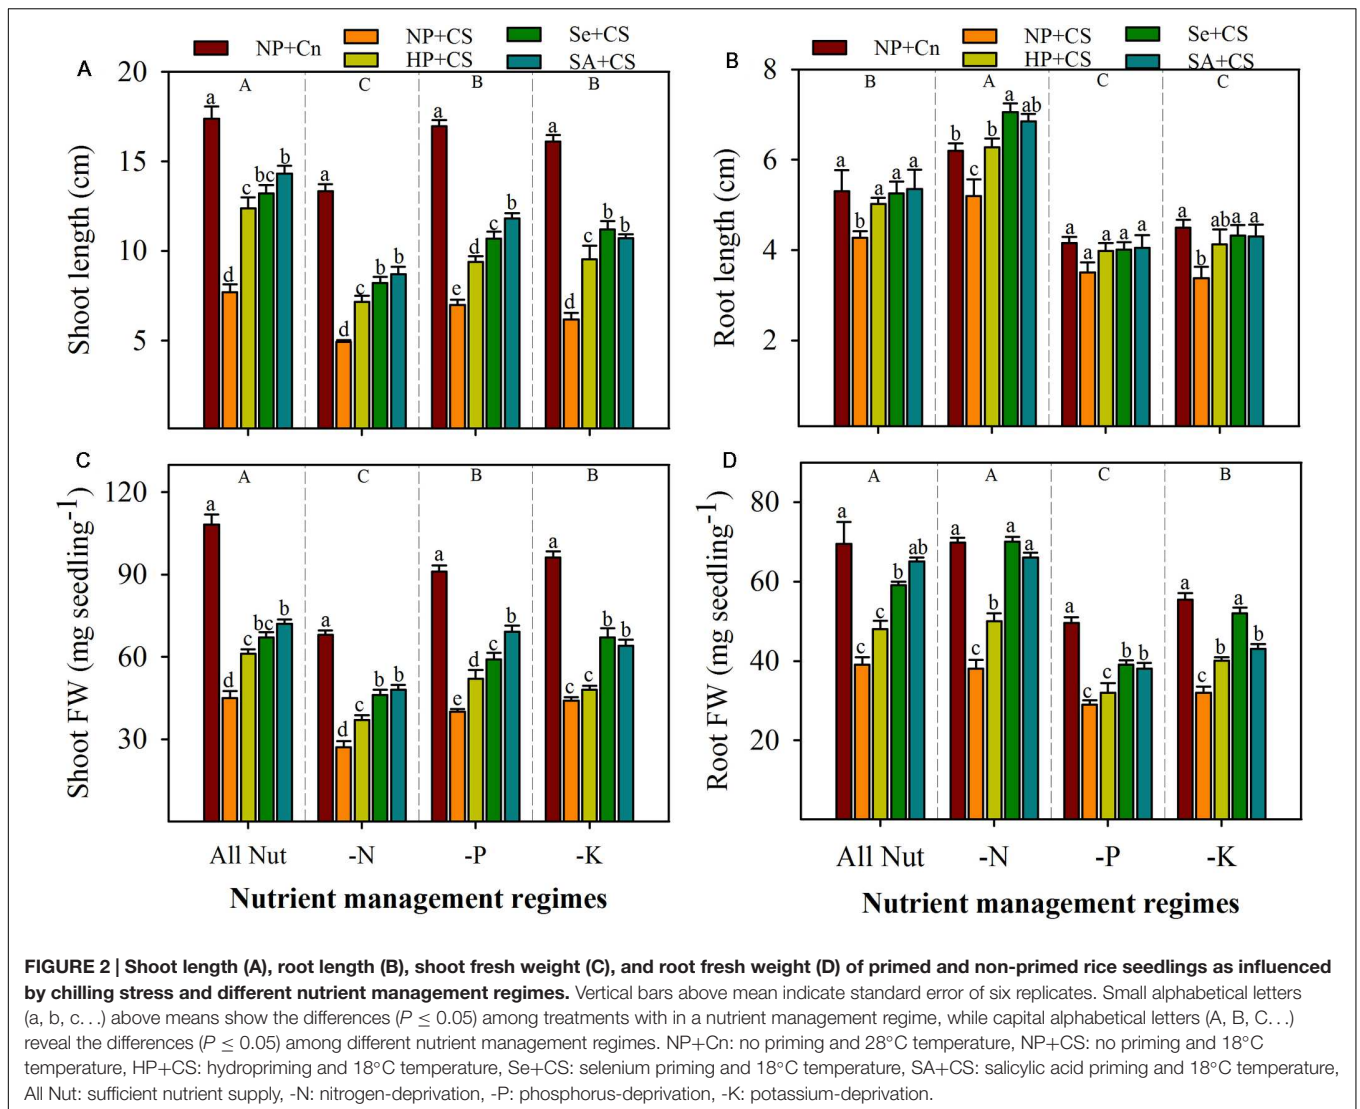 NP+Cn NP+CS Se+CS
HP+CS SA+CS
A
Shoot length (cm)
20
15
10
5
A C B B
a d c bc b
a d c b b
a e d c b
a d c b b
NP+Cn NP+CS Se+CS
HP+CS SA+CS
B
Root length (cm)
8
6
4
2
B A C C
a b a a a
b c b a ab
a a a a a
a b ab a a
C
Shoot FW (mg seedling-1)
120
90
60
30
A C B B
a d c bc b
a d c b b
a e d c b
a c c b b
All Nut -N -P -K
Nutrient management regimes
D
Root FW (mg seedling-1)
80
60
40
20
A A C B
a c c b ab
a c b a a
a c c b b
a c b a b
All Nut -N -P -K
Nutrient management regimes
FIGURE 2 | Shoot length (A), root length (B), shoot fresh weight (C), and root fresh weight (D) of primed and non-primed rice seedlings as influenced
by chilling stress and different nutrient management regimes. Vertical bars above mean indicate standard error of six replicates. Small alphabetical letters
(a, b, c. . .) above means show the differences (P ≤ 0.05) among treatments with in a nutrient management regime, while capital alphabetical letters (A, B, C. . .)
reveal the differences (P ≤ 0.05) among different nutrient management regimes. NP+Cn: no priming and 28°C temperature, NP+CS: no priming and 18°C
temperature, HP+CS: hydropriming and 18°C temperature, Se+CS: selenium priming and 18°C temperature, SA+CS: salicylic acid priming and 18°C temperature,
All Nut: sufficient nutrient supply, -N: nitrogen-deprivation, -P: phosphorus-deprivation, -K: potassium-deprivation.